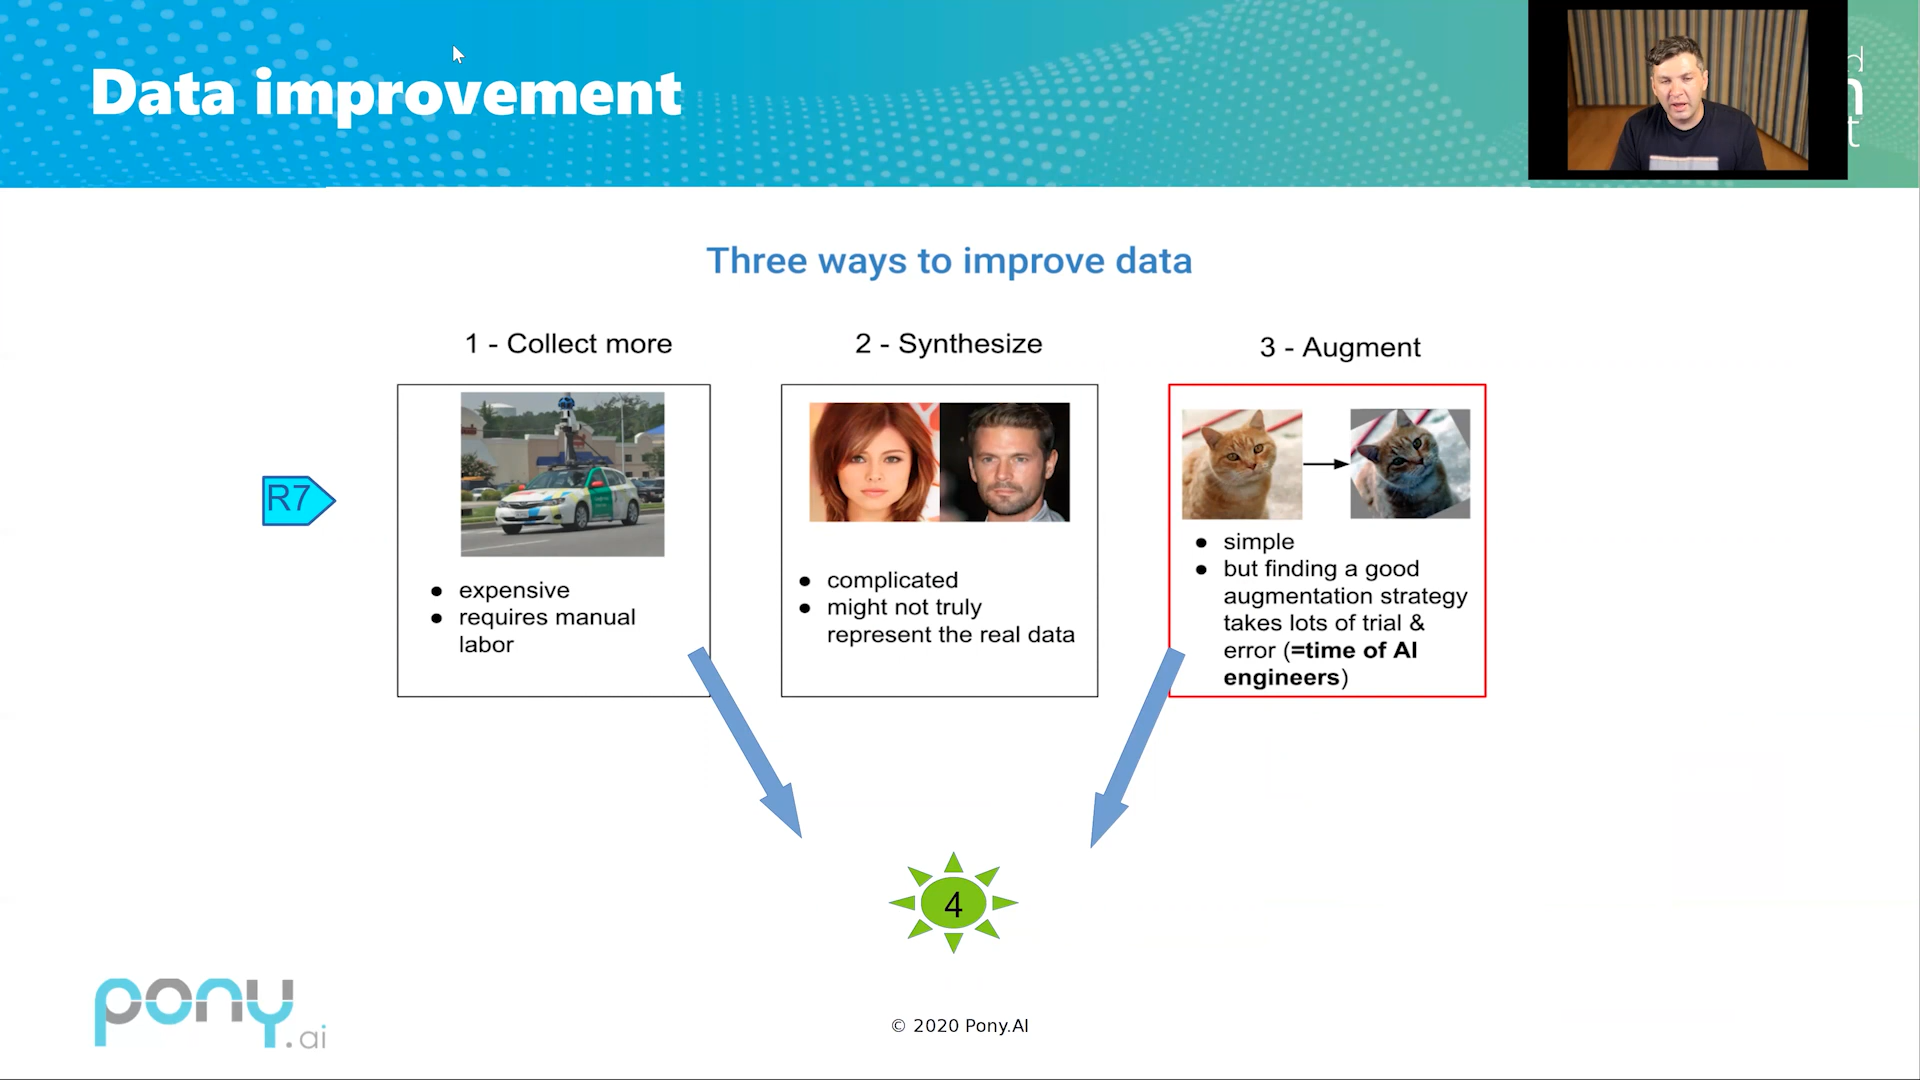 Data improvement
Three ways to improve data
1 - Collect more
2 - Synthesize
3 - Augment
R7
● expensive
● requires manual
labor
● complicated
● might not truly
represent the real data
● simple
● but finding a good
augmentation strategy
takes lots of trial &
error (=time of AI
engineers)
4
pony.ai
© 2020 Pony.AI